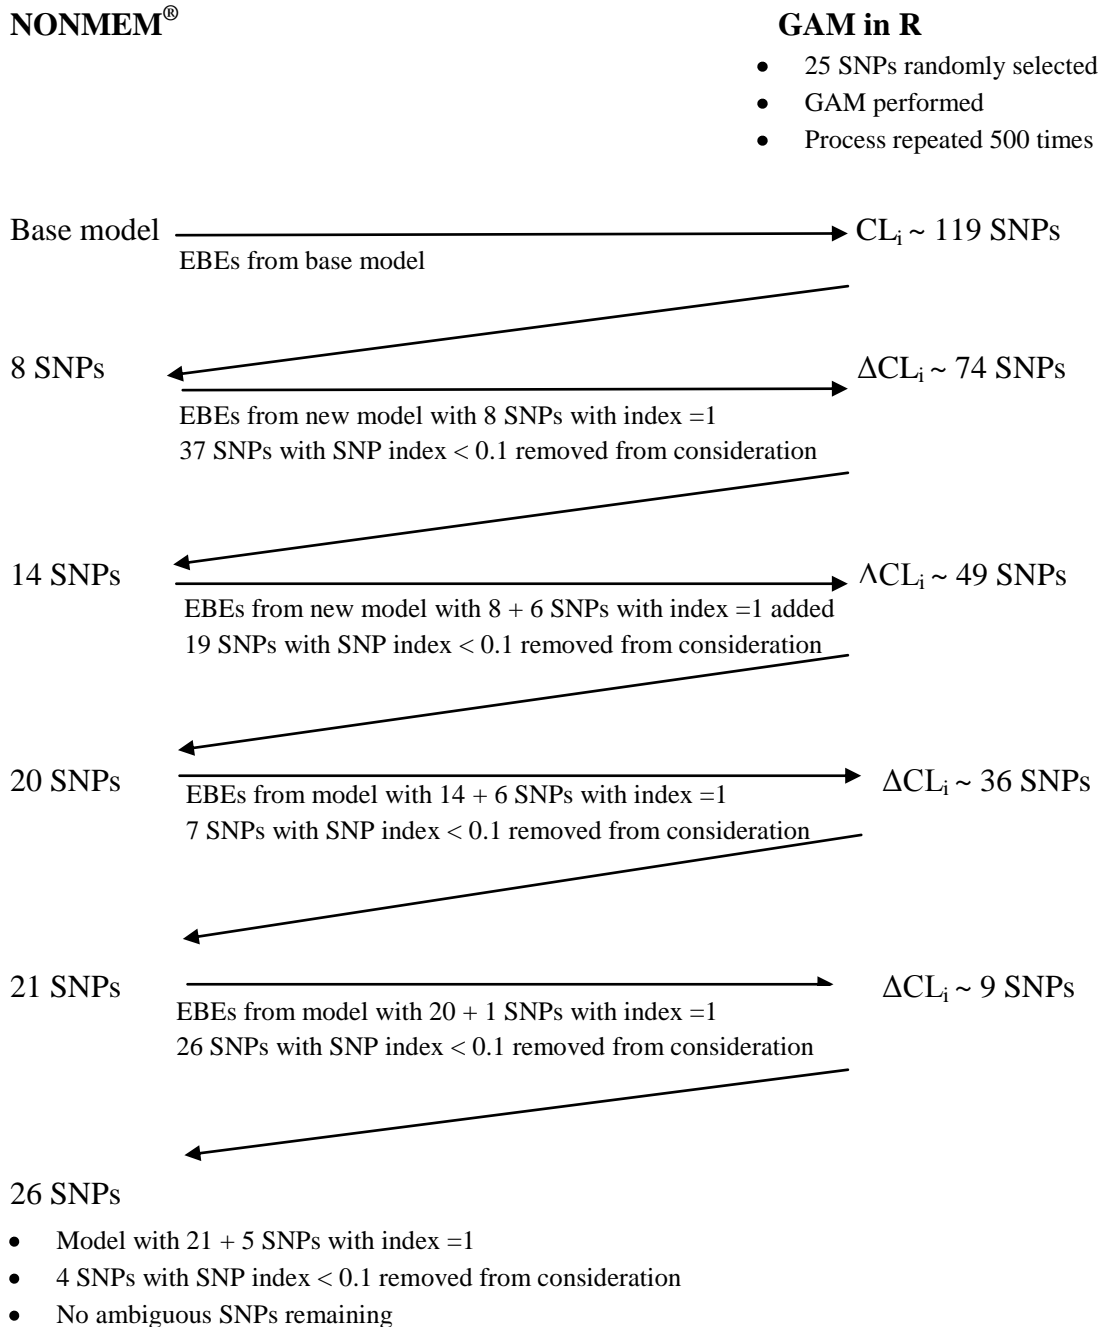 NONMEM®
GAM in R
• 25 SNPs randomly selected
• GAM performed
• Process repeated 500 times
Base model
EBEs from base model
CLi ~ 119 SNPs
8 SNPs
EBEs from new model with 8 SNPs with index =1
37 SNPs with SNP index < 0.1 removed from consideration
ΔCLi ~ 74 SNPs
14 SNPs
EBEs from new model with 8 + 6 SNPs with index =1 added
19 SNPs with SNP index < 0.1 removed from consideration
ΛCLi ~ 49 SNPs
20 SNPs
EBEs from model with 14 + 6 SNPs with index =1
7 SNPs with SNP index < 0.1 removed from consideration
ΔCLi ~ 36 SNPs
21 SNPs
EBEs from model with 20 + 1 SNPs with index =1
26 SNPs with SNP index < 0.1 removed from consideration
ΔCLi ~ 9 SNPs
26 SNPs
• Model with 21 + 5 SNPs with index =1
• 4 SNPs with SNP index < 0.1 removed from consideration
• No ambiguous SNPs remaining